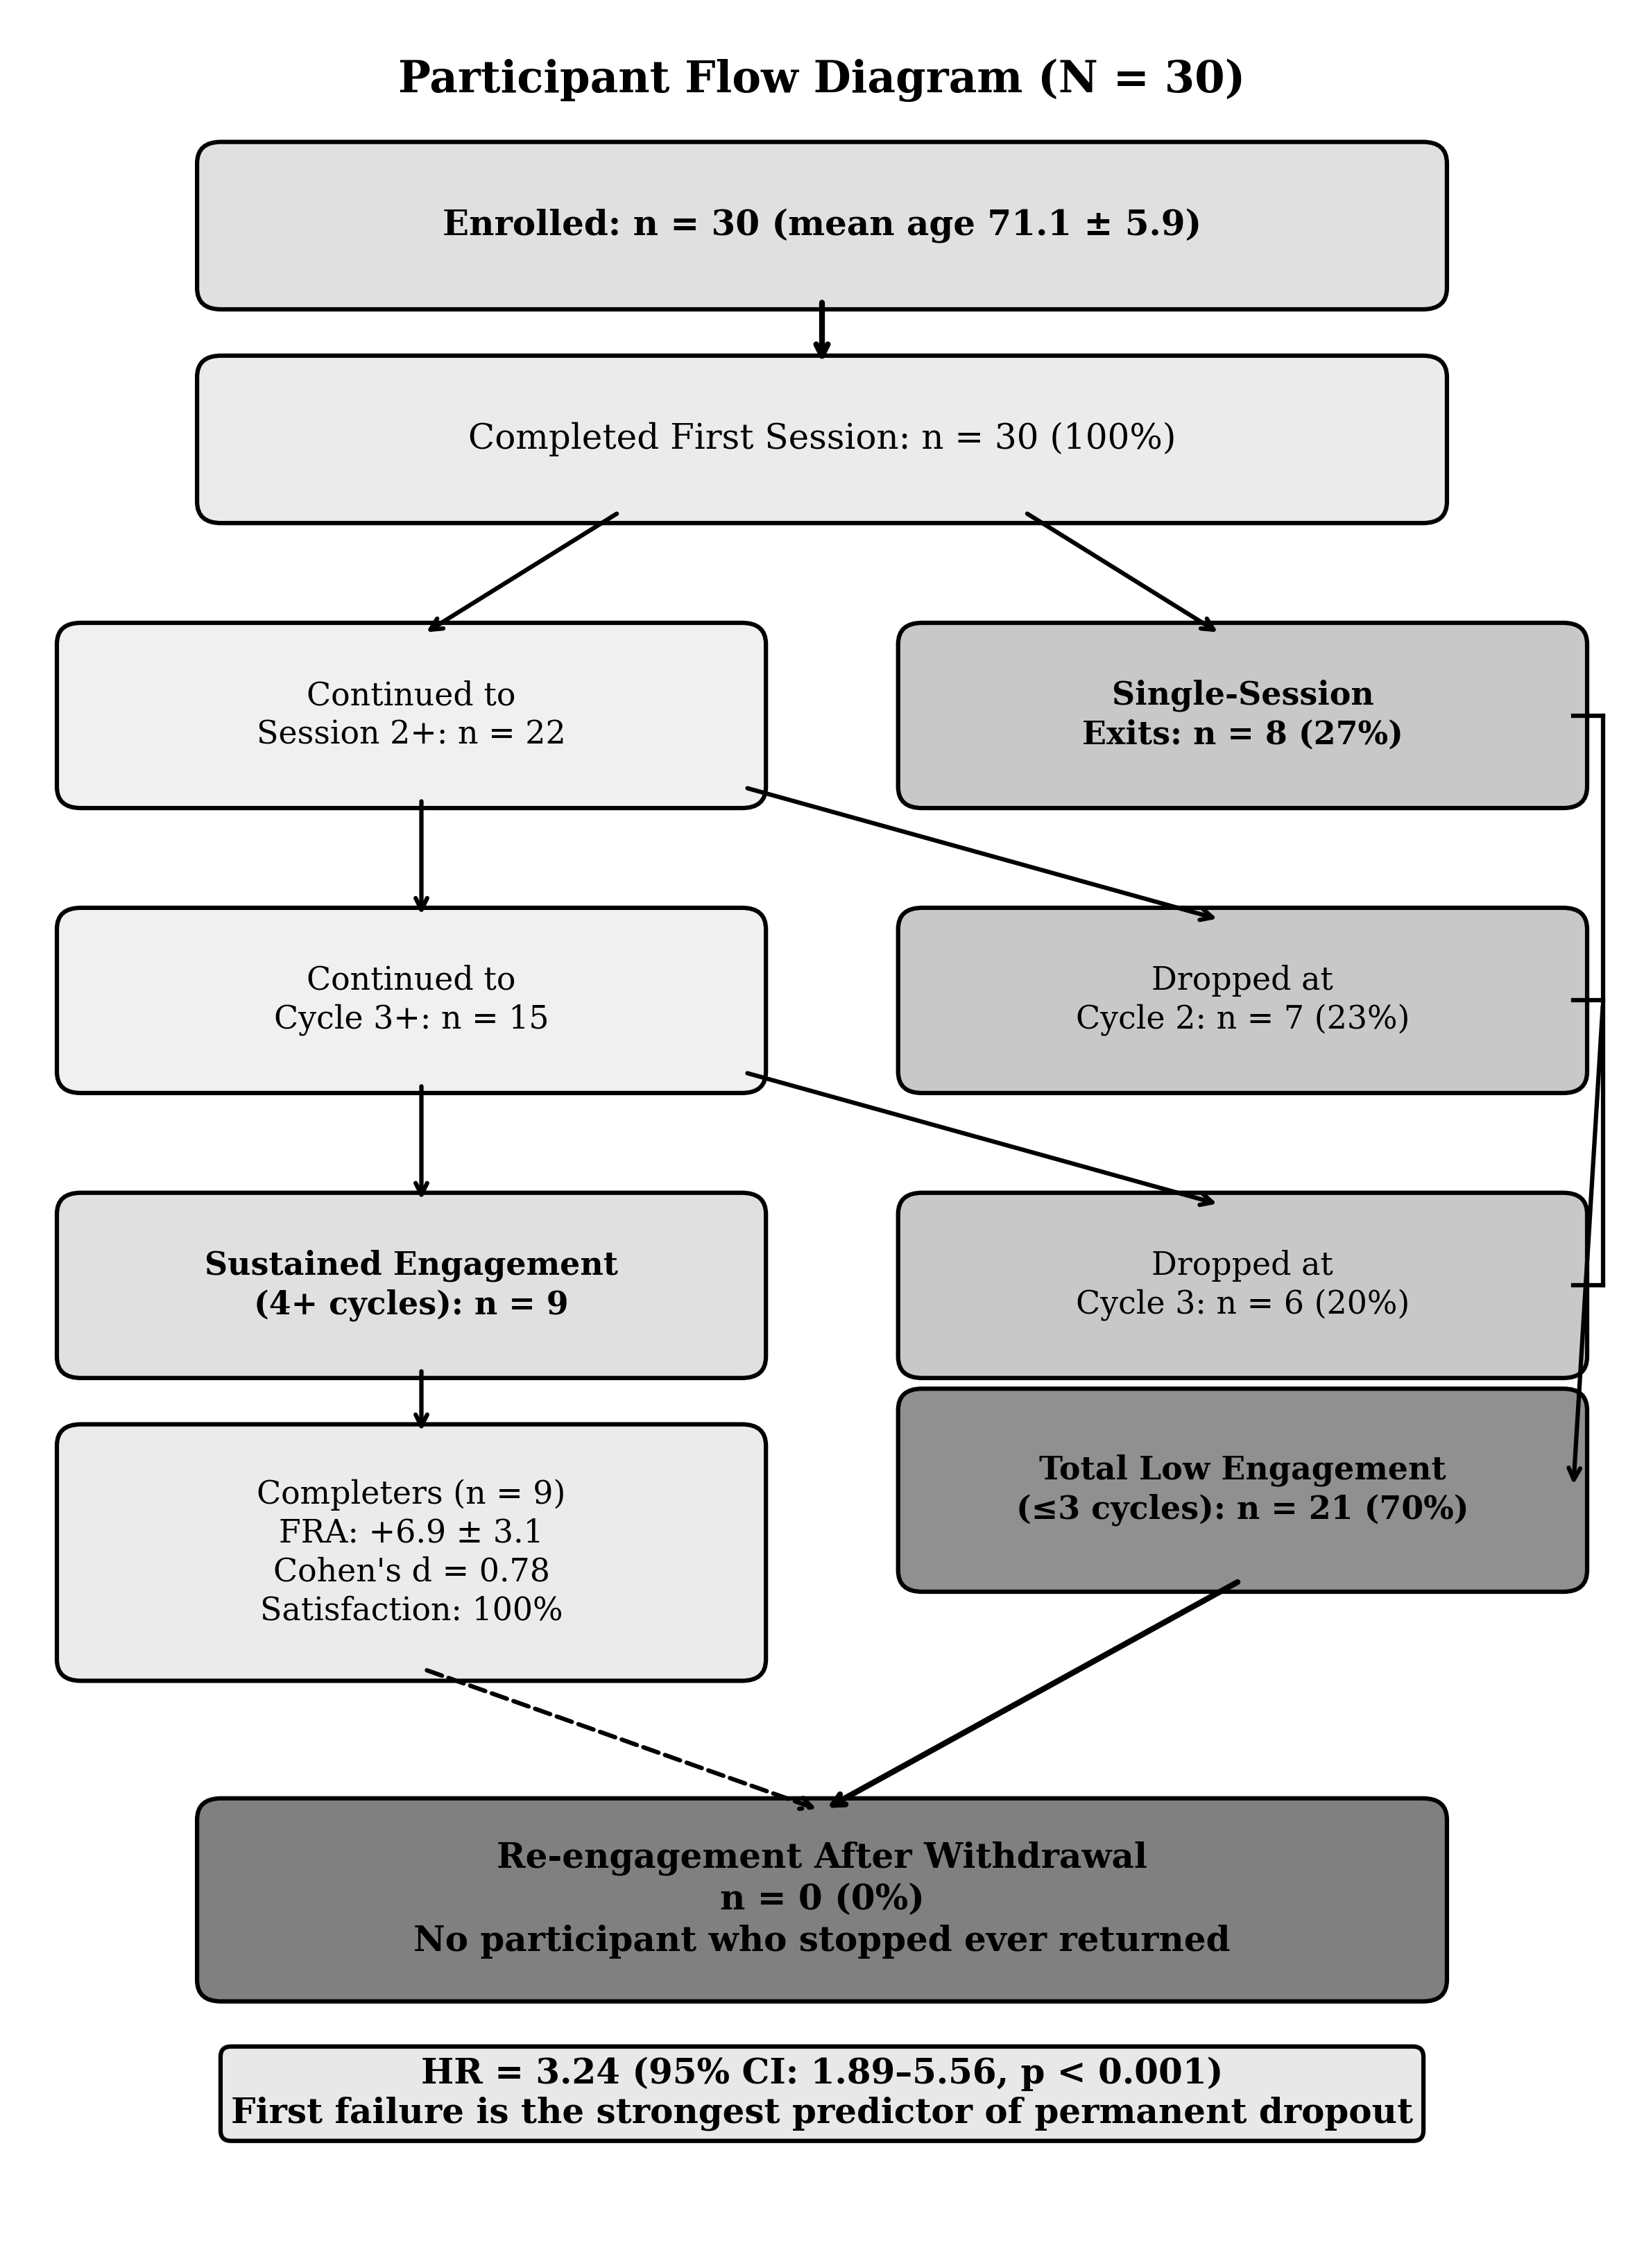 Participant Flow Diagram (N = 30)
Enrolled: n = 30 (mean age 71.1 ± 5.9)
Completed First Session: n = 30 (100%)
Continued to
Session 2+: n = 22
Single-Session
Exits: n = 8 (27%)
Continued to
Cycle 3+: n = 15
Dropped at
Cycle 2: n = 7 (23%)
Sustained Engagement
(4+ cycles): n = 9
Dropped at
Cycle 3: n = 6 (20%)
Completers (n = 9)
FRA: +6.9 ± 3.1
Cohen's d = 0.78
Satisfaction: 100%
Total Low Engagement
(≤3 cycles): n = 21 (70%)
Re-engagement After Withdrawal
n = 0 (0%)
No participant who stopped ever returned
HR = 3.24 (95% CI: 1.89–5.56, p < 0.001)
First failure is the strongest predictor of permanent dropout